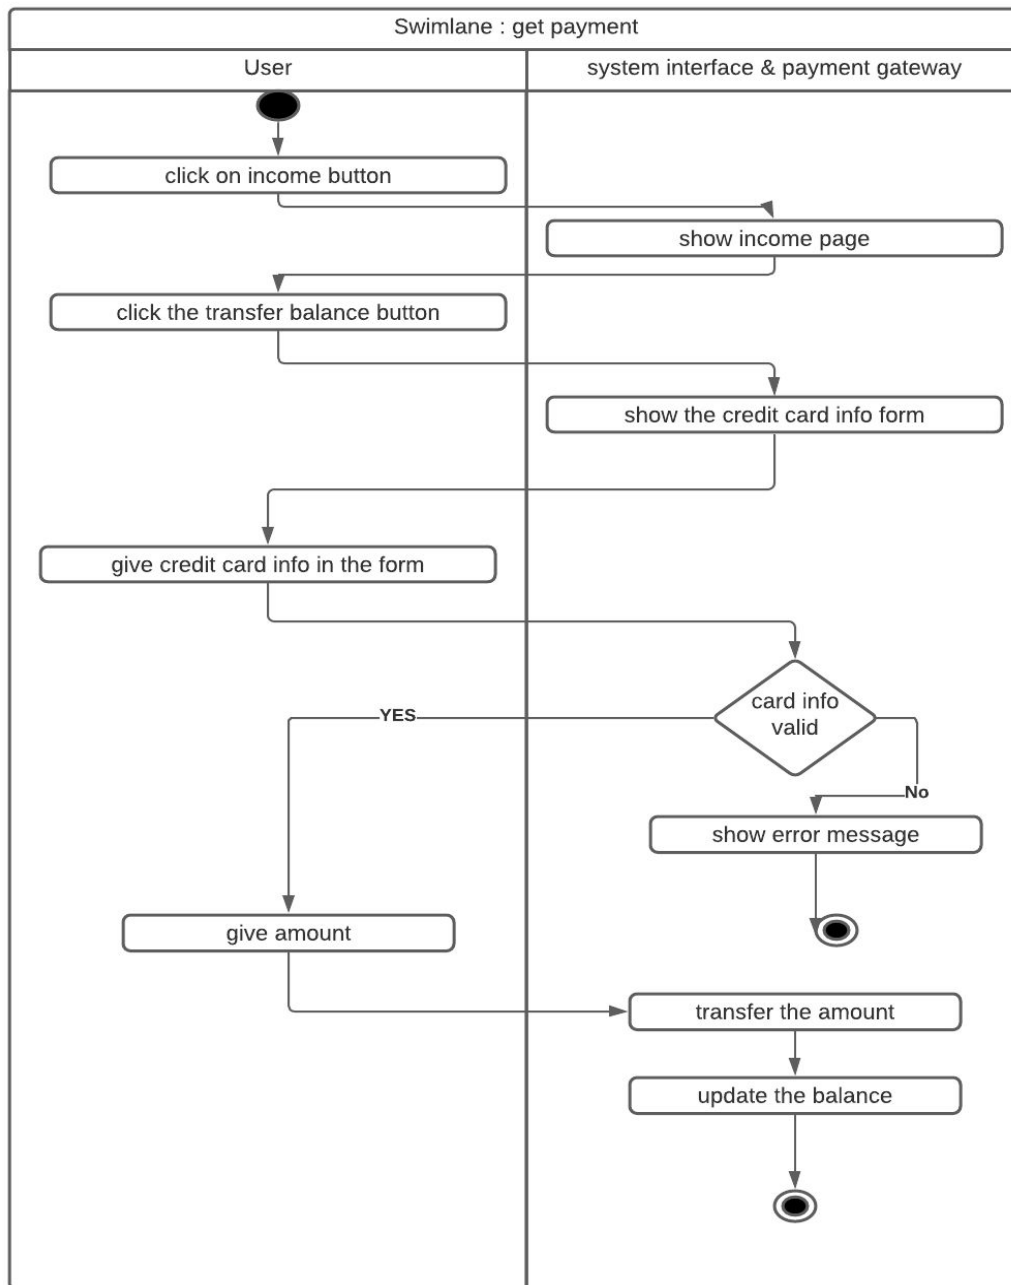 Swimlane : get payment
User
system interface & payment gateway
click on income button
show income page
click the transfer balance button
show the credit card info form
give credit card info in the form
card info
valid
YES
No
show error message
give amount
transfer the amount
update the balance